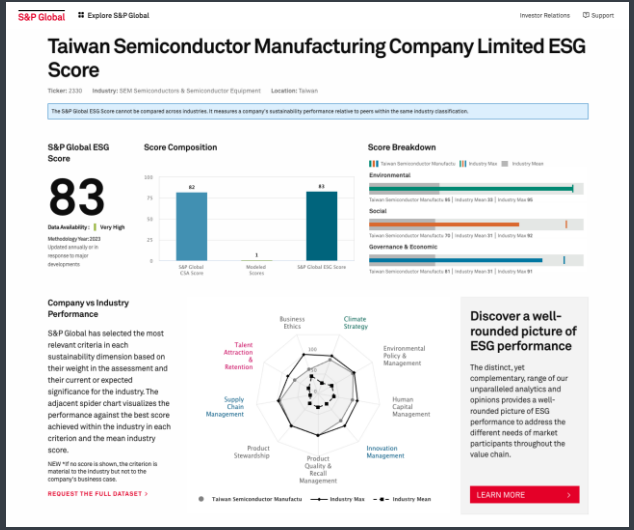 S&P Global
Explore S&P Global
Investor Relations
Support
Taiwan Semiconductor Manufacturing Company Limited ESG
Score
Ticker: 2330 Industry: SEM Semiconductors & Semiconductor Equipment Location: Taiwan
The S&P Global ESG Score cannot be compared across industries. It measures a company's sustainability performance relative to peers within the same industry classification.
S&P Global ESG
Score
83
Data Availability: Very High
Methodology Year: 2023
Updated annually or in
response to major
developments
Score Composition
100
75
50
25
0
82
1
83
S&P Global
CSA Score
Modeled
Scores
S&P Global ESG Score
Score Breakdown
Taiwan Semiconductor Manufactu Industry Max Industry Mean
Environmental
Taiwan Semiconductor Manufactu 95 | Industry Mean 33 | Industry Max 95
Social
Taiwan Semiconductor Manufactu 70 | Industry Mean 31 | Industry Max 92
Governance & Economic
Taiwan Semiconductor Manufactu 81 | Industry Mean 31 | Industry Max 91
Company vs Industry
Performance
S&P Global has selected the most
relevant criteria in each
sustainability dimension based on
their weight in the assessment and
their current or expected
significance for the industry. The
adjacent spider chart visualizes the
performance against the best score
achieved within the industry in each
criterion and the mean industry
score.
NEW *If no score is shown, the criterion is
material to the industry but not to the
company's business case.
REQUEST THE FULL DATASET >
Business
Ethics
Climate
Strategy
Environmental
Policy &
Management
Human
Capital
Management
Innovation
Management
Product
Quality &
Recall
Management
Product
Stewardship
Supply
Chain
Management
Talent
Attraction
&
Retention
100
50
0
Taiwan Semiconductor Manufactu Industry Max Industry Mean
Discover a well-
rounded picture of
ESG performance
The distinct, yet
complementary, range of our
unparalleled analytics and
opinions provides a well-
rounded picture of ESG
performance to address the
different needs of market
participants throughout the
value chain.
LEARN MORE >